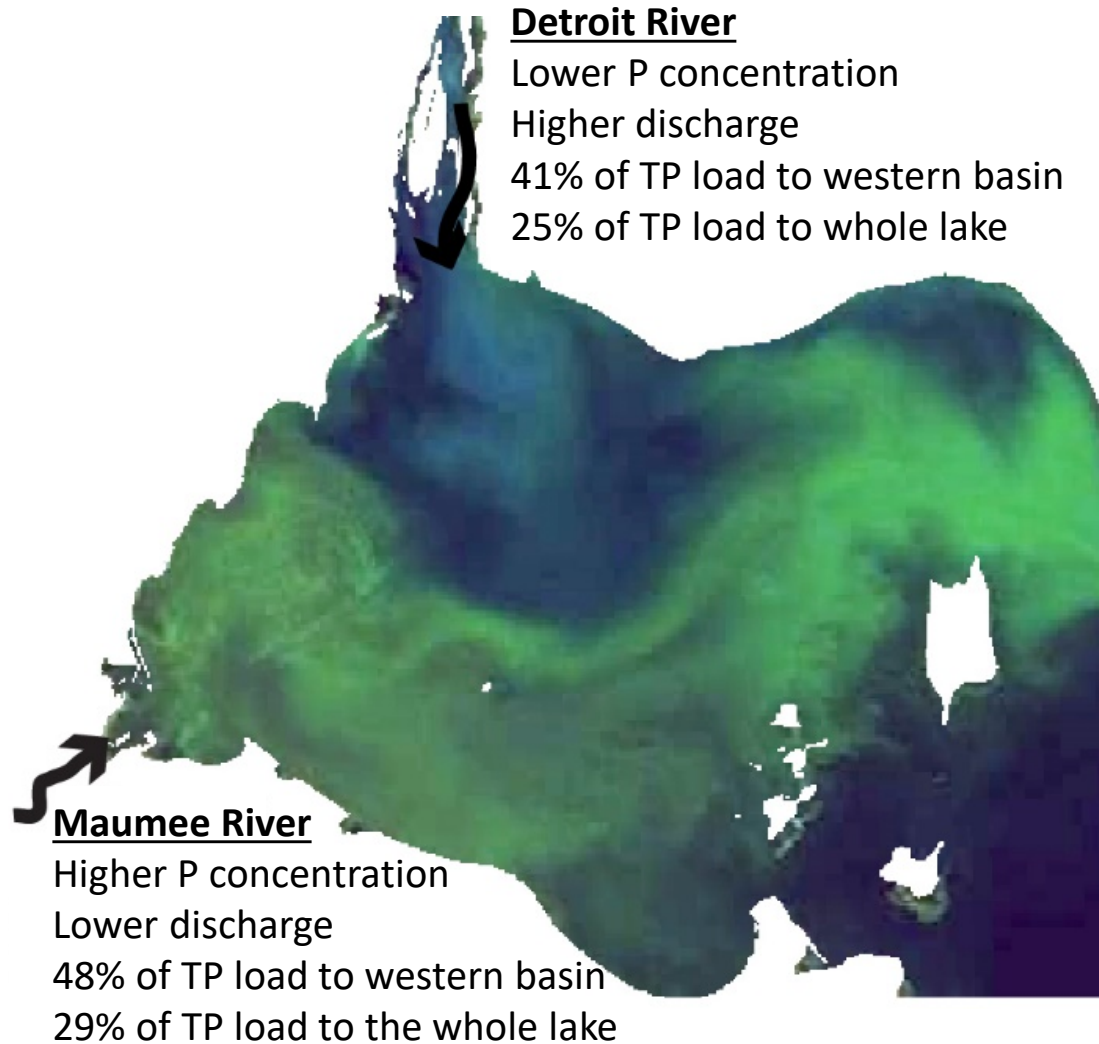 Detroit River
Lower P concentration
Higher discharge
41% of TP load to western basin
25% of TP load to whole lake
Maumee River
Higher P concentration
Lower discharge
48% of TP load to western basin
29% of TP load to the whole lake